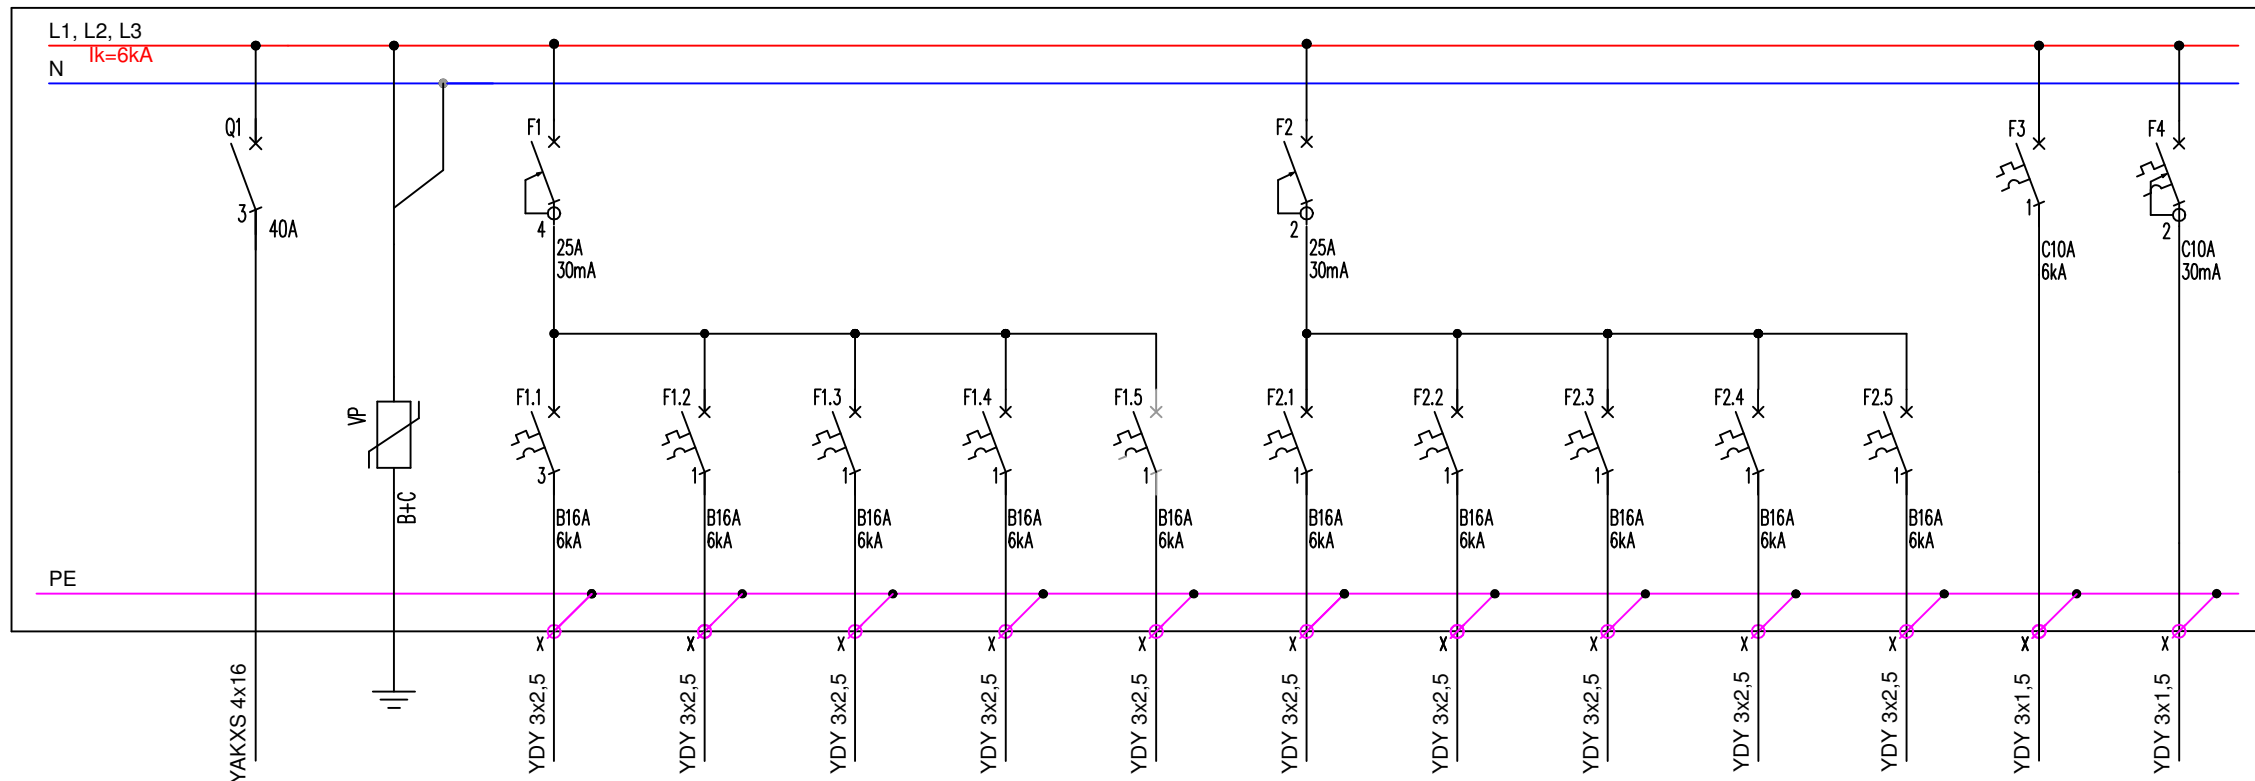 L1, L2, L3
Ik=6kA
N
Q1
F1
F2
F3
F4
3
40A
4
25A
30mA
2
25A
30mA
1
C10A
6kA
2
C10A
30mA
VP
B+C
F1.1
F1.2
F1.3
F1.4
F1.5
F2.1
F2.2
F2.3
F2.4
F2.5
3
1
1
1
1
1
1
1
1
1
B16A
6kA
B16A
6kA
B16A
6kA
B16A
6kA
B16A
6kA
B16A
6kA
B16A
6kA
B16A
6kA
B16A
6kA
B16A
6kA
PE
X
X
X
X
X
X
X
X
X
X
X
X
YAKXS 4x16
YDY 3x2,5
YDY 3x2,5
YDY 3x2,5
YDY 3x2,5
YDY 3x2,5
YDY 3x2,5
YDY 3x2,5
YDY 3x2,5
YDY 3x2,5
YDY 3x2,5
YDY 3x1,5
YDY 3x1,5